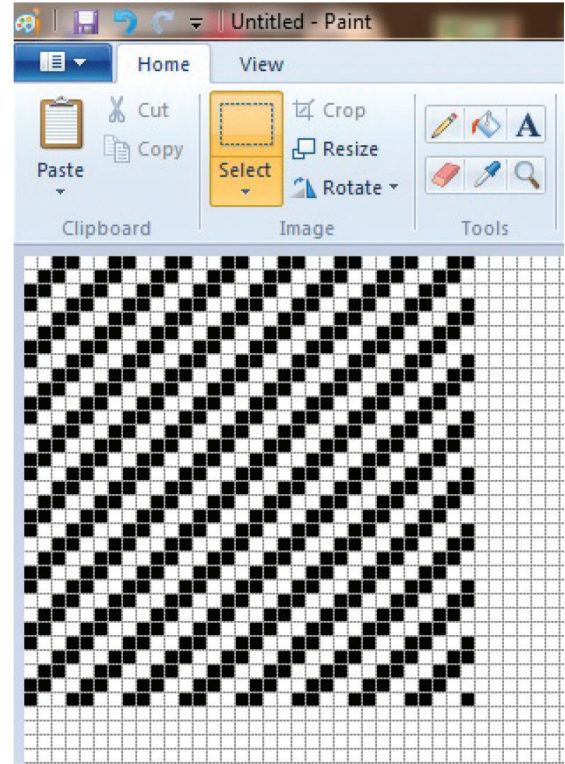 Untitled - Paint
Home View
Paste
Cut
Copy
Clipboard
Select
Crop
Resize
Rotate
Image
A
Tools